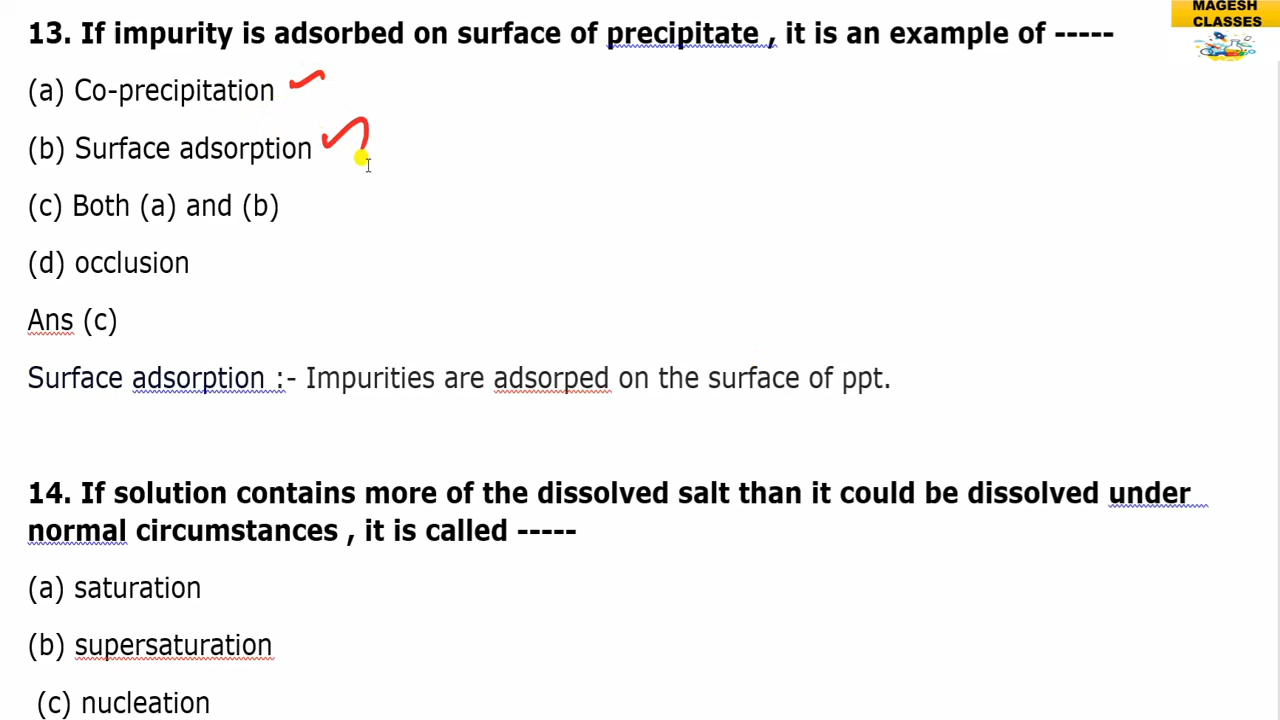 MAGESH
CLASSES
13. If impurity is adsorbed on surface of precipitate , it is an example of -----
(a) Co-precipitation
(b) Surface adsorption
(c) Both (a) and (b)
(d) occlusion
Ans (c)
Surface adsorption :- Impurities are adsorped on the surface of ppt.
14. If solution contains more of the dissolved salt than it could be dissolved under
normal circumstances , it is called -----
(a) saturation
(b) supersaturation
(c) nucleation